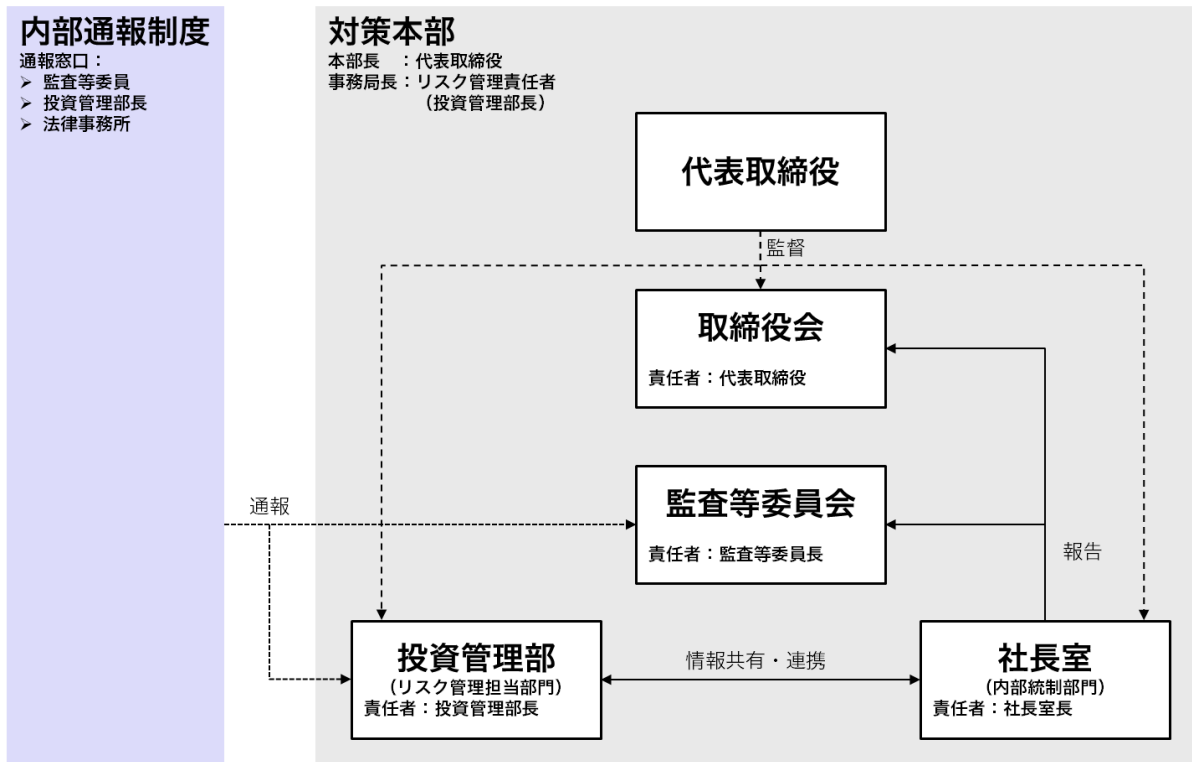 内部通報制度
通報窓口：
➢ 監査等委員
➢ 投資管理部長
➢ 法律事務所
対策本部
本部長　：代表取締役
事務局長：リスク管理責任者
（投資管理部長）
代表取締役
監督
取締役会
責任者：代表取締役
通報
監査等委員会
責任者：監査等委員長
報告
投資管理部
（リスク管理担当部門）
責任者：投資管理部長
情報共有・連携
社長室
（内部統制部門）
責任者：社長室長